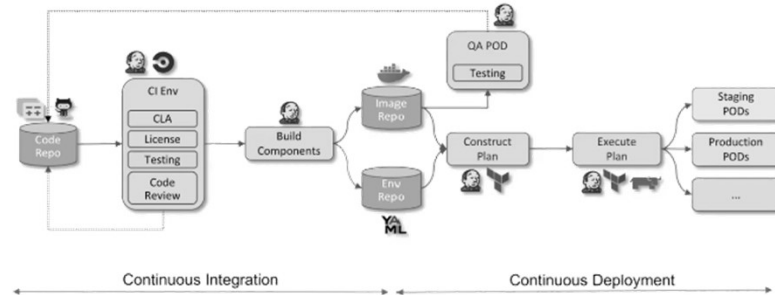 QA POD
Testing
CI Env
CLA
License
Testing
Code
Review
Code
Repo
Build
Components
Image
Repo
Env
Repo
YAML
Construct
Plan
Execute
Plan
Staging
PODs
Production
PODs
...
Continuous Integration
Continuous Deployment